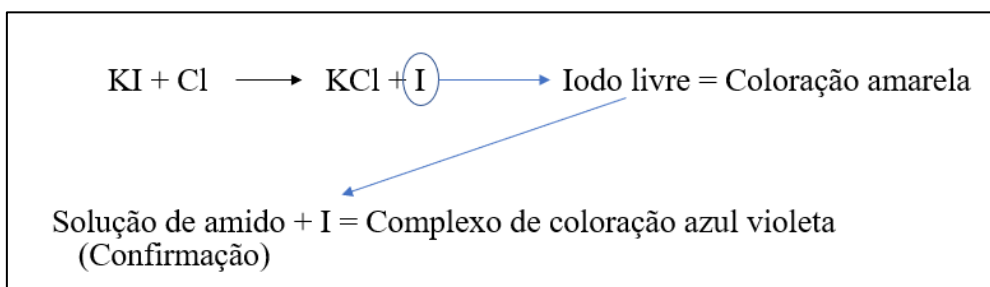 KI + Cl → KCl + I → Iodo livre = Coloração amarela
Solução de amido + I = Complexo de coloração azul violeta
(Confirmação)